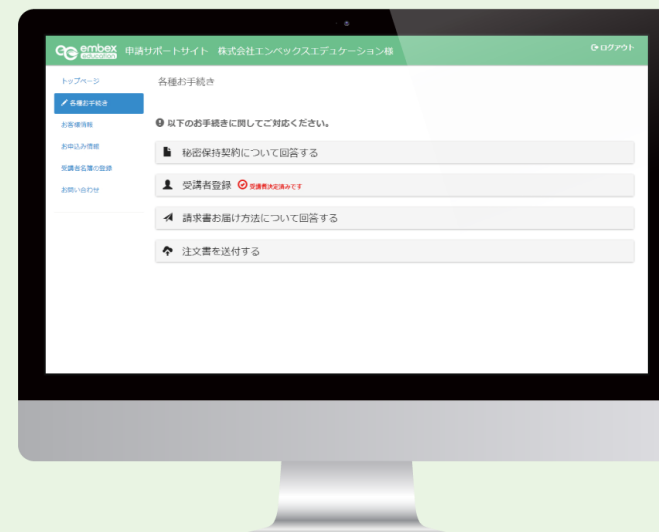 embex
education
申請サポートサイト 株式会社エンベックスエデュケーション様
ログアウト
トップページ
各種お手続き
お客様情報
お申込み情報
受講者名簿の登録
お問い合わせ
各種お手続き
以下のお手続きに関してご対応ください。
秘密保持契約について回答する
受講者登録 受講者決定済みです
請求書お届け方法について回答する
注文書を送付する